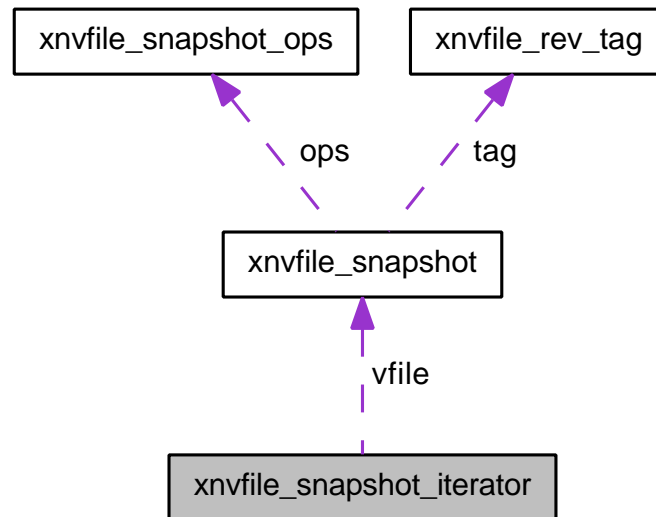 xnvfile_snapshot_ops
xnvfile_rev_tag
ops
tag
xnvfile_snapshot
vfile
xnvfile_snapshot_iterator